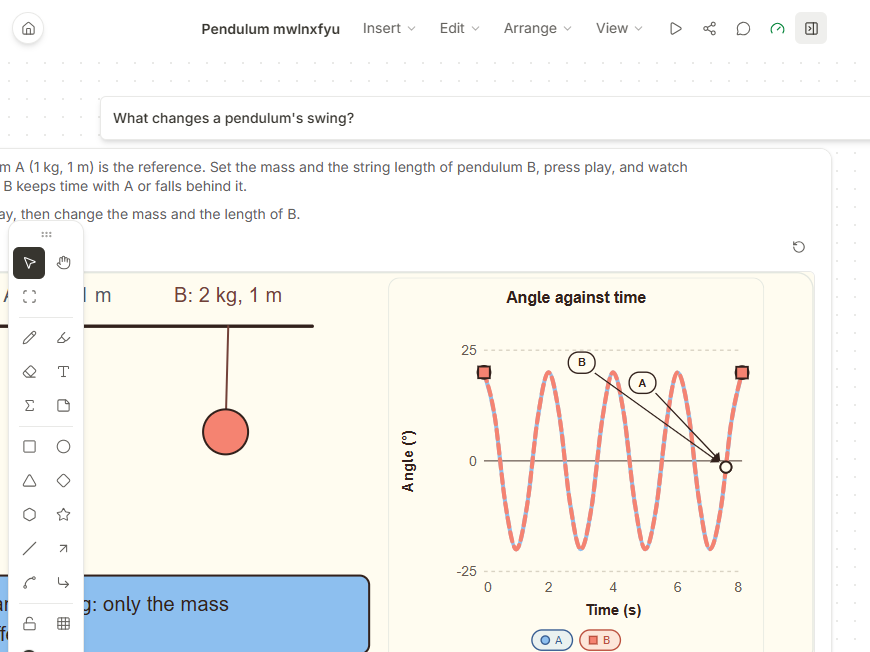 Pendulum mwlnxfyu Insert Edit Arrange View
What changes a pendulum's swing?
m A (1 kg, 1 m) is the reference. Set the mass and the string length of pendulum B, press play, and watch
B keeps time with A or falls behind it.
ay, then change the mass and the length of B.
1 m B: 2 kg, 1 m
Angle against time
25
B
A
0
Angle (°)
-25
0 2 4 6 8
Time (s)
A B
g: only the mass